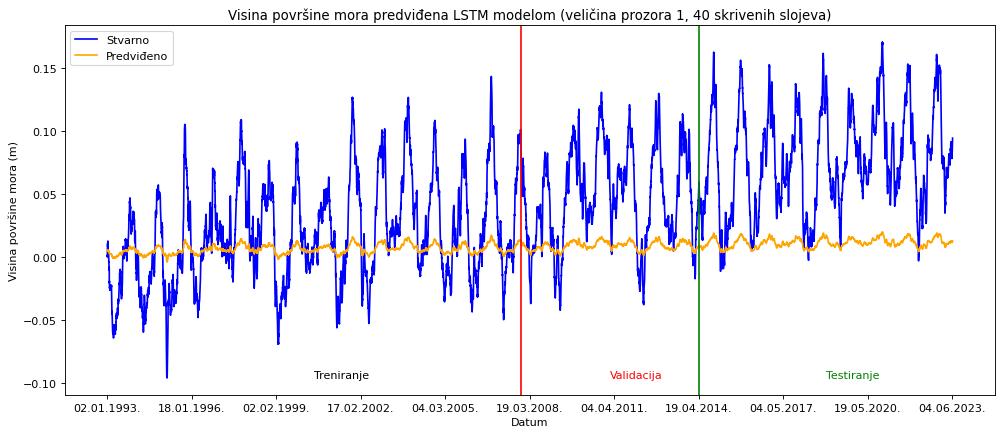 Visina površine mora predviđena LSTM modelom (veličina prozora 1, 40 skrivenih slojeva)
Stvarno
Predviđeno
Visina površine mora (m)
0.15
0.10
0.05
0.00
−0.05
−0.10
Treniranje
Validacija
Testiranje
02.01.1993.
18.01.1996.
02.02.1999.
17.02.2002.
04.03.2005.
19.03.2008.
04.04.2011.
19.04.2014.
04.05.2017.
19.05.2020.
04.06.2023.
Datum